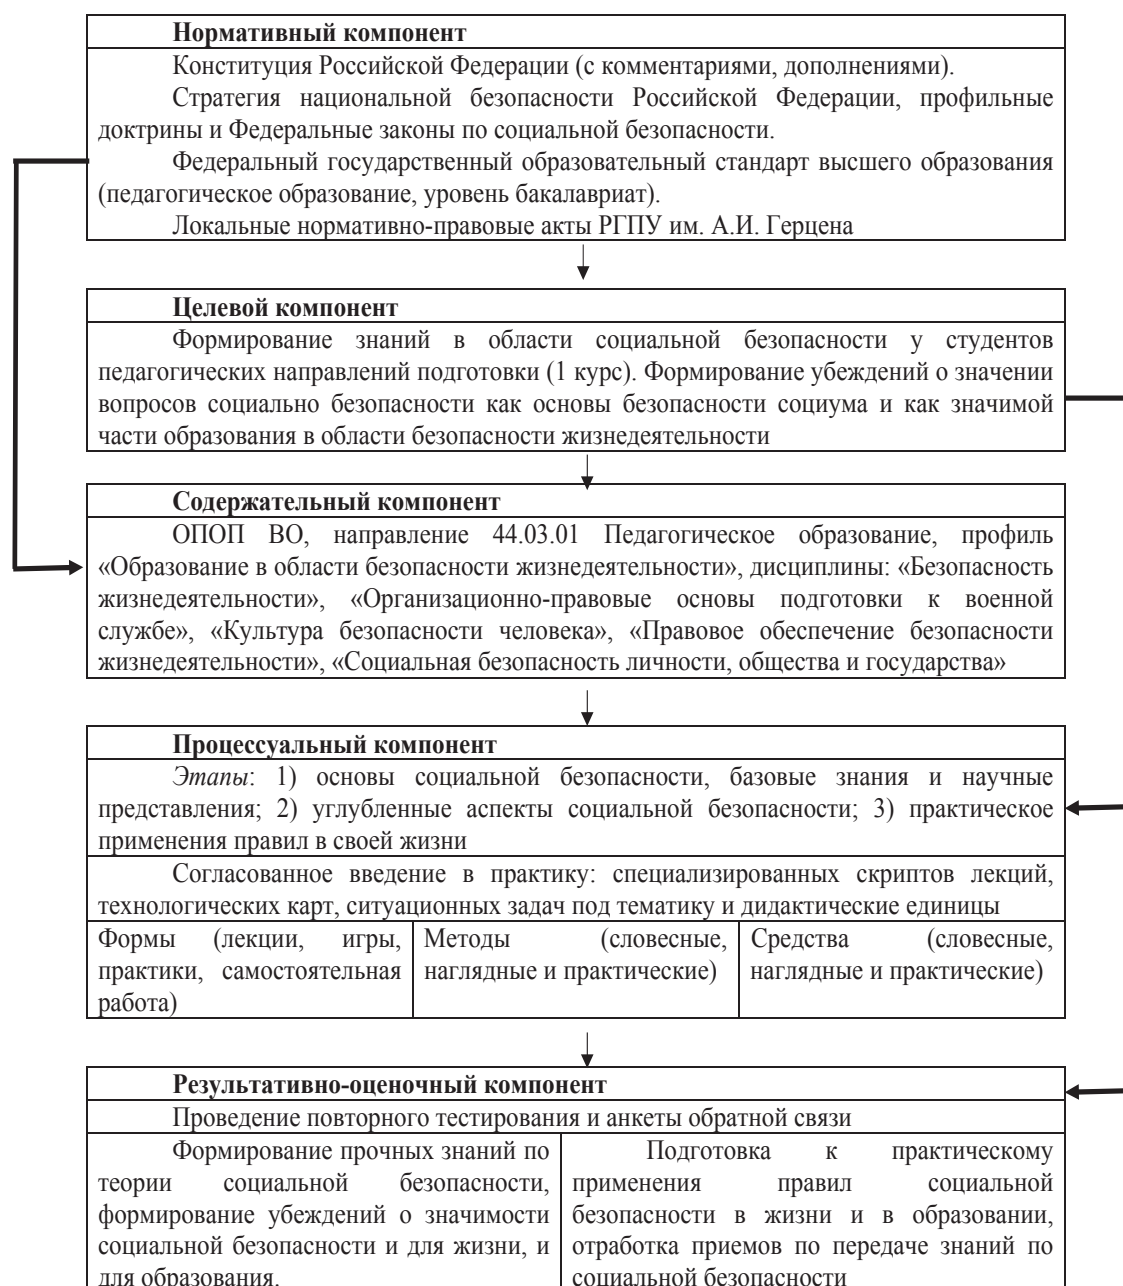 Нормативный компонент
Конституция Российской Федерации (с комментариями, дополнениями).
Стратегия национальной безопасности Российской Федерации, профильные
доктрины и Федеральные законы по социальной безопасности.
Федеральный государственный образовательный стандарт высшего образования
(педагогическое образование, уровень бакалавриат).
Локальные нормативно-правовые акты РГПУ им. А.И. Герцена
Целевой компонент
Формирование знаний в области социальной безопасности у студентов
педагогических направлений подготовки (1 курс). Формирование убеждений о значении
вопросов социально безопасности как основы безопасности социума и как значимой
части образования в области безопасности жизнедеятельности
Содержательный компонент
ОПОП ВО, направление 44.03.01 Педагогическое образование, профиль
«Образование в области безопасности жизнедеятельности», дисциплины: «Безопасность
жизнедеятельности», «Организационно-правовые основы подготовки к военной
службе», «Культура безопасности человека», «Правовое обеспечение безопасности
жизнедеятельности», «Социальная безопасность личности, общества и государства»
Процессуальный компонент
Этапы: 1) основы социальной безопасности, базовые знания и научные
представления; 2) углубленные аспекты социальной безопасности; 3) практическое
применения правил в своей жизни
Согласованное введение в практику: специализированных скриптов лекций,
технологических карт, ситуационных задач под тематику и дидактические единицы
Формы (лекции, игры,
практики, самостоятельная
работа)
Методы (словесные,
наглядные и практические)
Средства (словесные,
наглядные и практические)
Результативно-оценочный компонент
Проведение повторного тестирования и анкеты обратной связи
Формирование прочных знаний по
теории социальной безопасности,
формирование убеждений о значимости
социальной безопасности и для жизни, и
для образования.
Подготовка к практическому
применения правил социальной
безопасности в жизни и в образовании,
отработка приемов по передаче знаний по
социальной безопасности